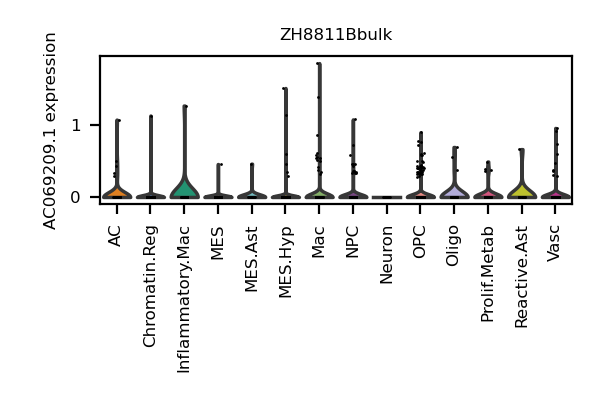 ZH8811Bbulk
AC069209.1 expression
1
0
AC
Chromatin.Reg
Inflammatory.Mac
MES
MES.Ast
MES.Hyp
Mac
NPC
Neuron
OPC
Oligo
Prolif.Metab
Reactive.Ast
Vasc